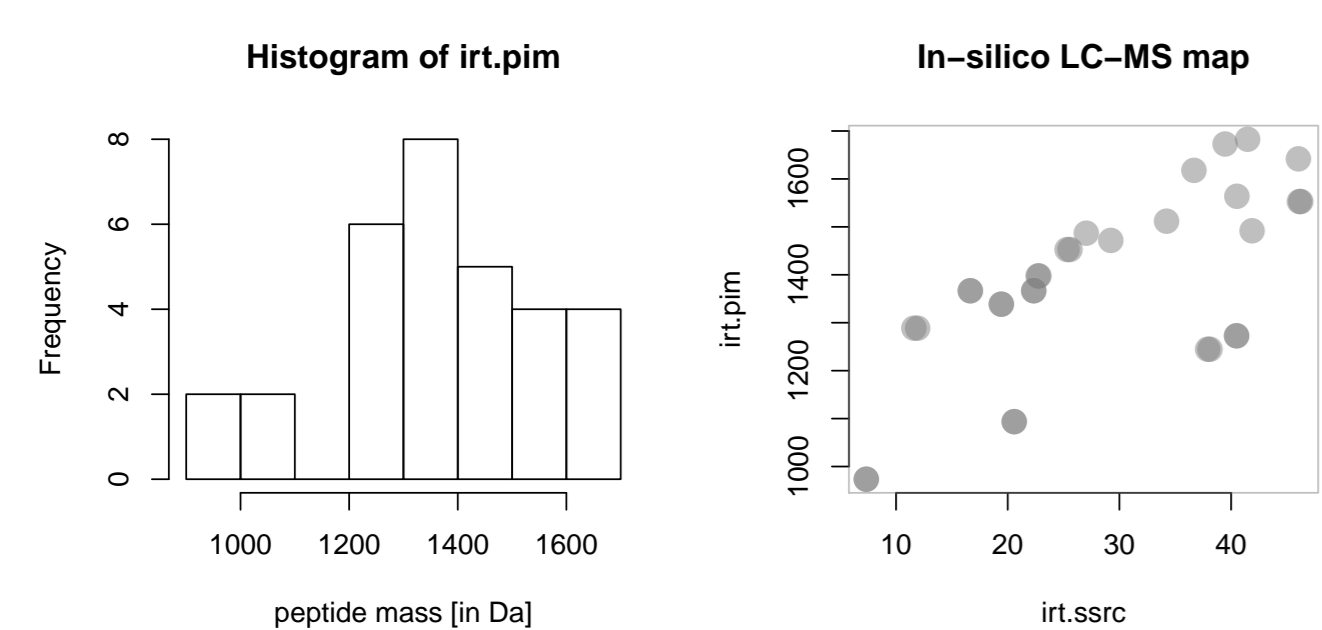 Histogram of irt.pim
Frequency
0 2 4 6 8
1000 1200 1400 1600
peptide mass [in Da]
In−silico LC−MS map
irt.pim
1000 1200 1400 1600
10 20 30 40
irt.ssrc